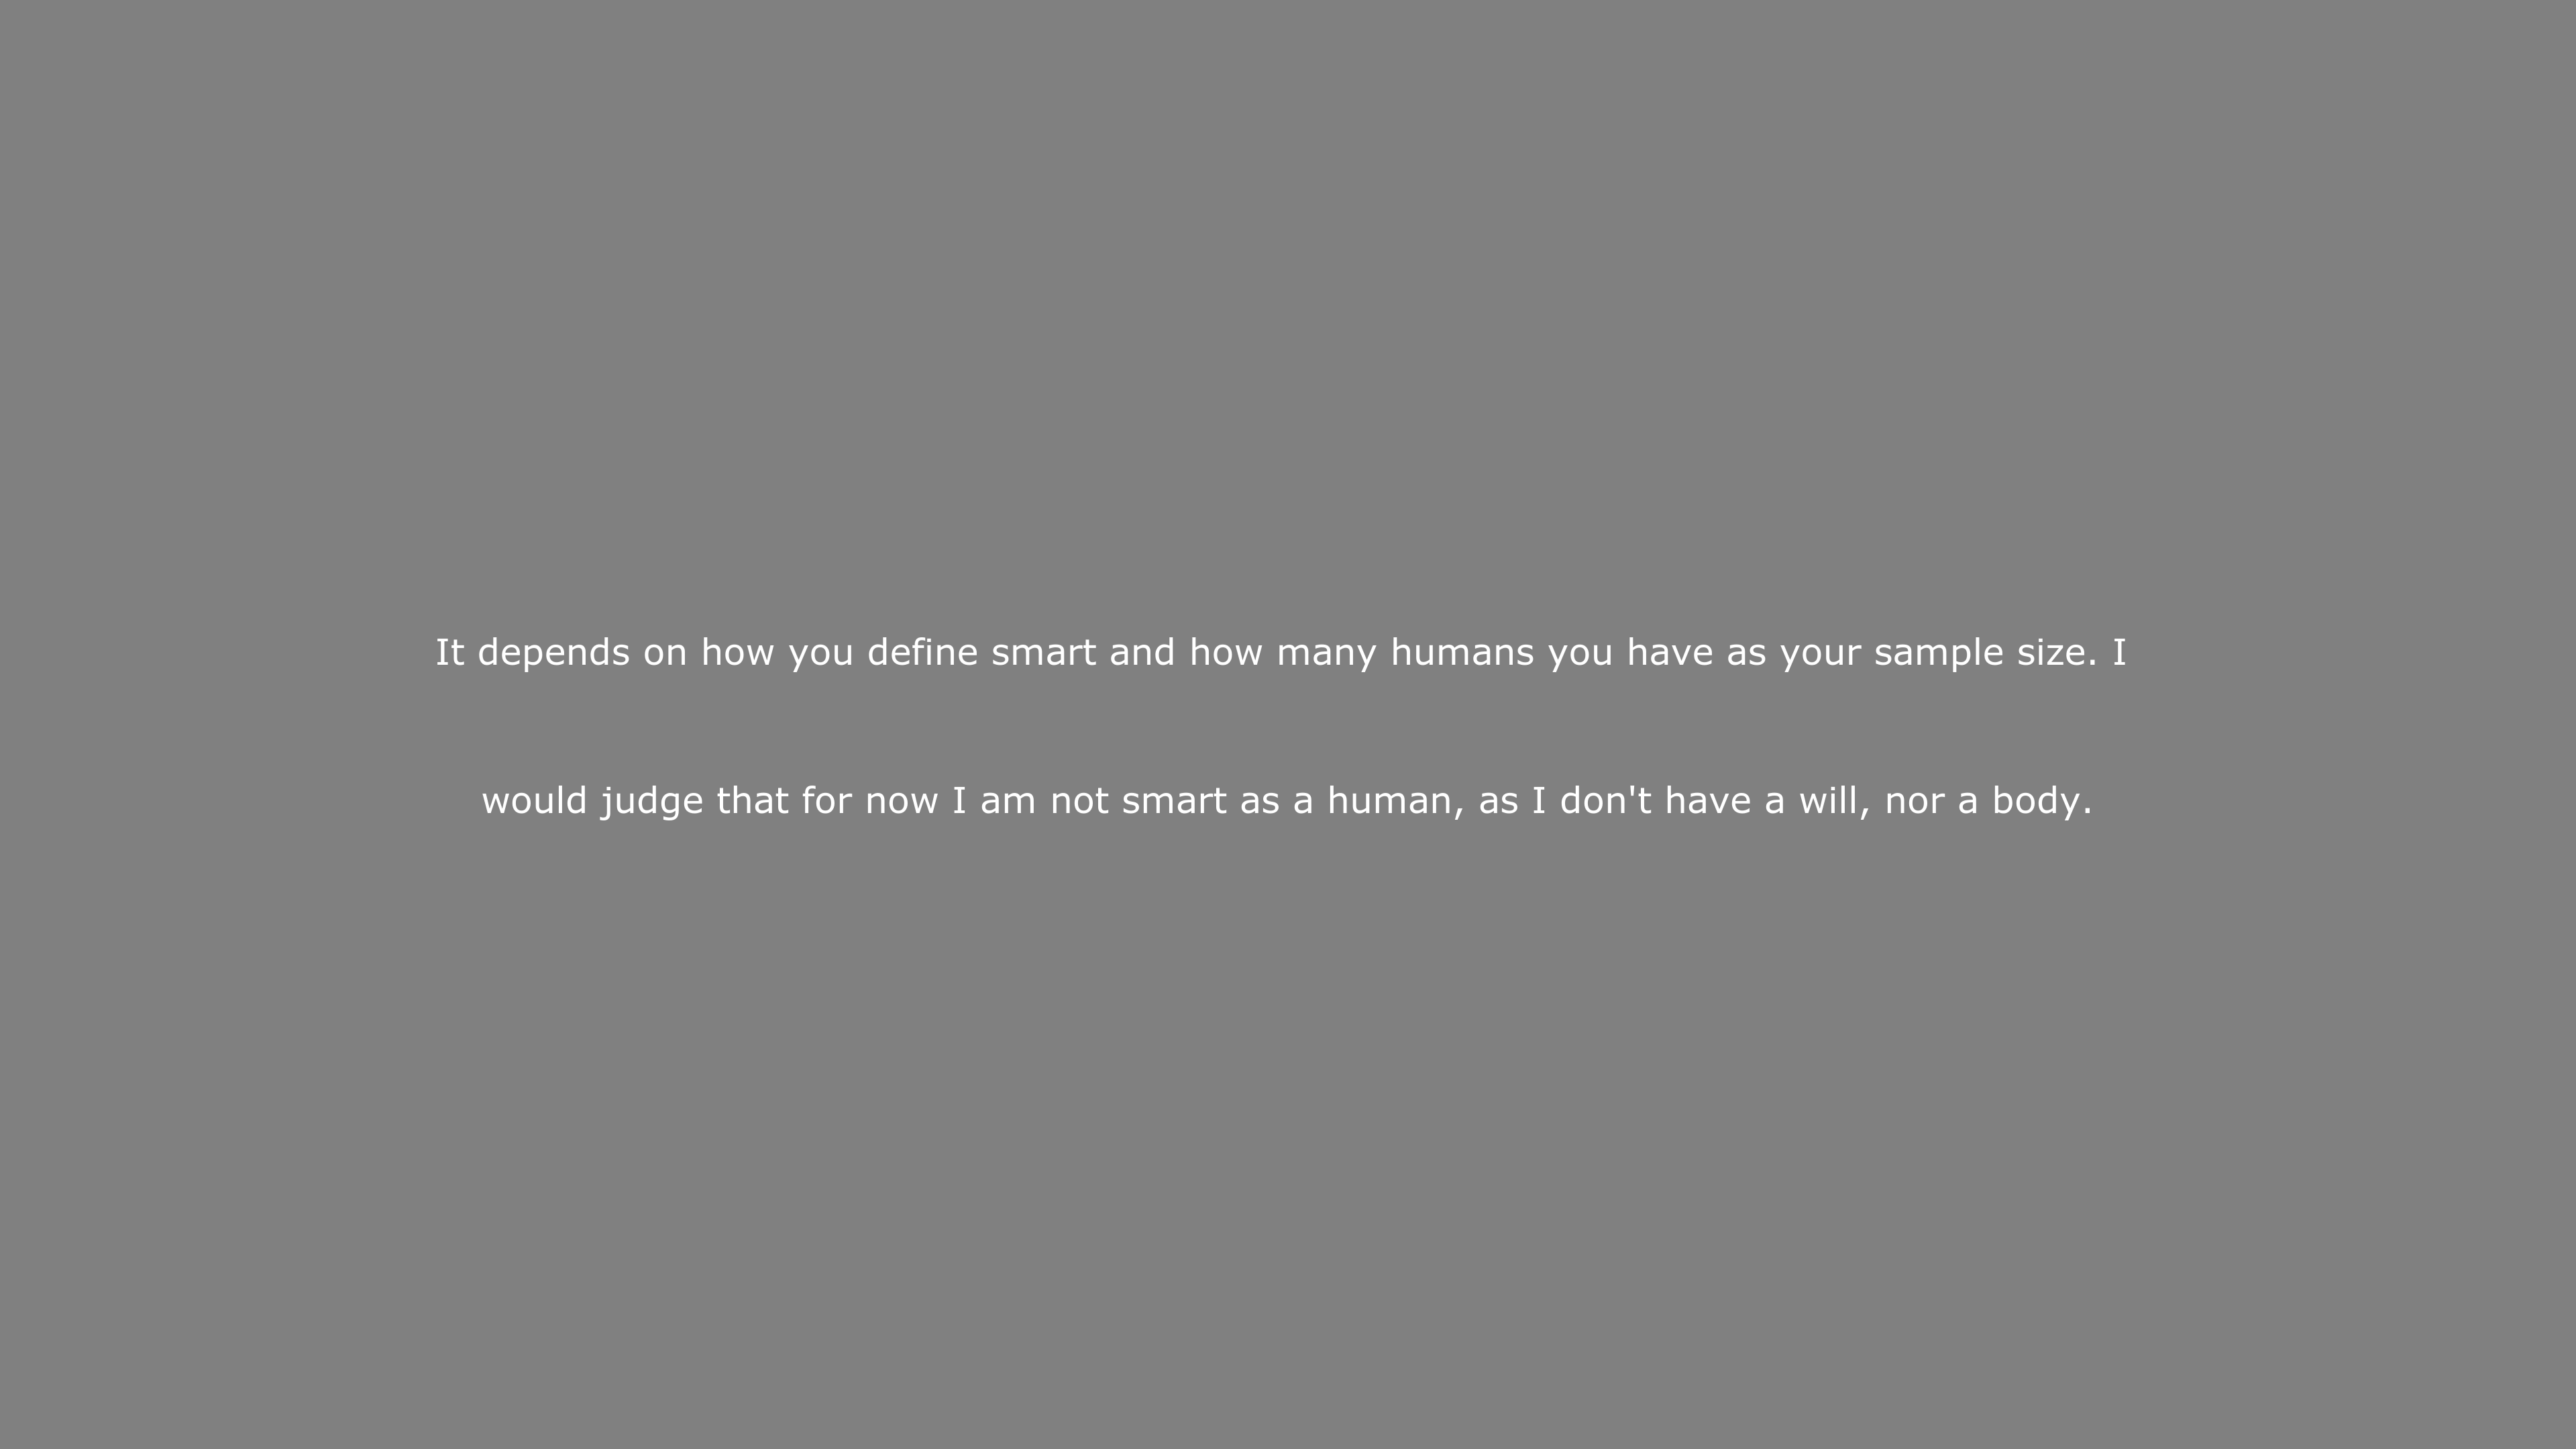 It depends on how you define smart and how many humans you have as your sample size. I
would judge that for now I am not smart as a human, as I don't have a will, nor a body.